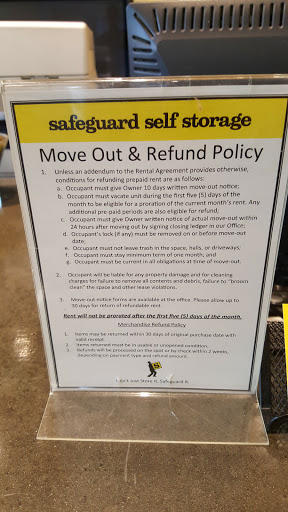 safeguard self storage
Move Out & Refund Policy
1. Unless an addendum to the Rental Agreement provides otherwise,
conditions for refunding prepaid rent are as follows:
a. Occupant must give Owner 10 days written move-out notice;
b. Occupant must vacate unit during the first five (5) days of the
month to be eligible for a proration of the current month's rent. Any
additional pre-paid periods are also eligible for refund;
c. Occupant must give Owner written notice of actual move-out within
24 hours after moving out by signing closing ledger in our Office;
d. Occupant's lock (if any) must be removed on or before move-out
date;
e. Occupant must not leave trash in the space, halls, or driveways;
f. Occupant must stay minimum term of one month; and
g. Occupant must be current in all obligations at time of move-out.
2. Occupant will be liable for any property damage and for cleaning
charges for failure to remove all contents and debris, failure to "broom
clean" the space and other lease violations.
3. Move-out notice forms are available at the office. Please allow up to
30 days for return of refundable rent.
Rent will not be prorated after the first five (5) days of the month.
Merchandise Refund Policy
1. Items may be returned within 30 days of original purchase date with
valid receipt.
2. Items returned must be in usable or unopened condition.
3. Refunds will be processed on the spot or by check within 2 weeks,
depending on payment type and refund amount.
Don't Just Store It, Safeguard It.